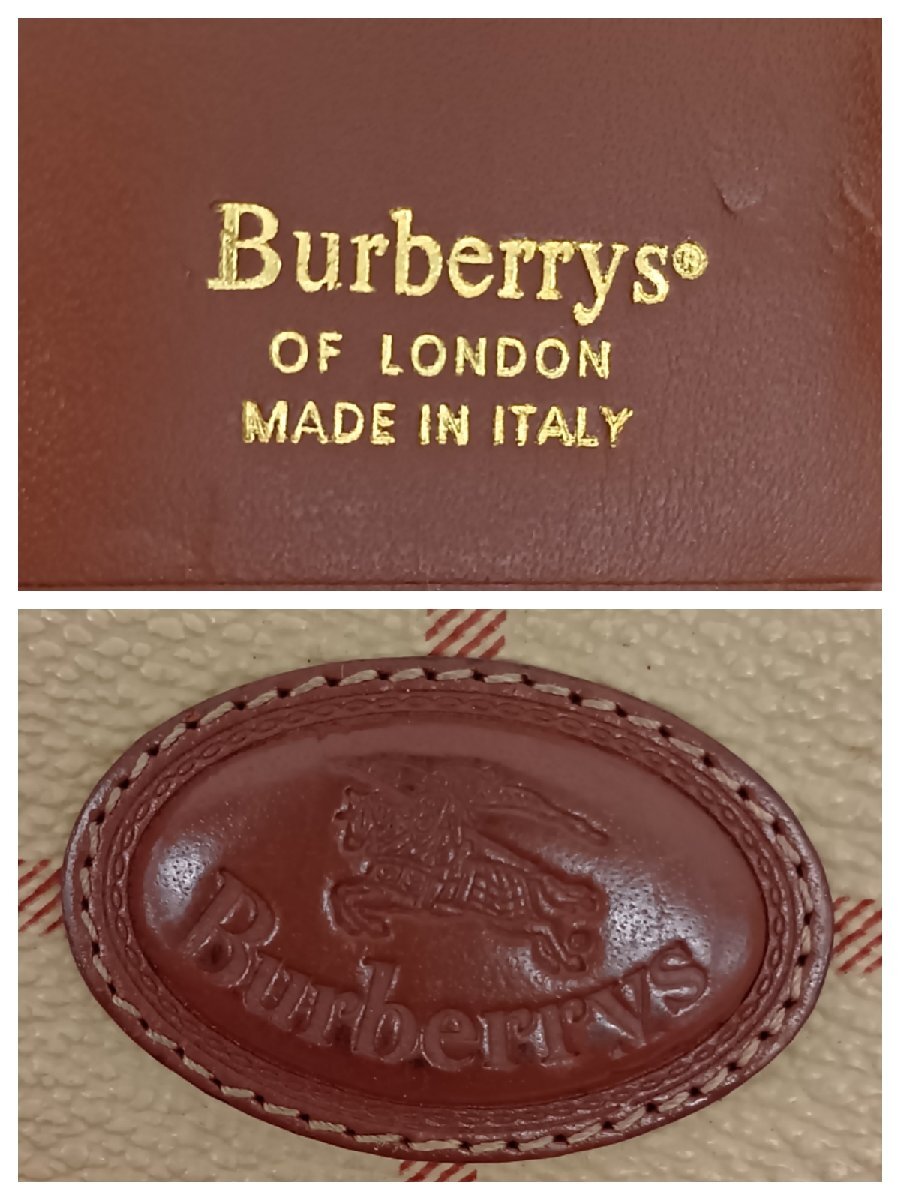 Burberrys®
OF LONDON
MADE IN ITALY
Burberrys